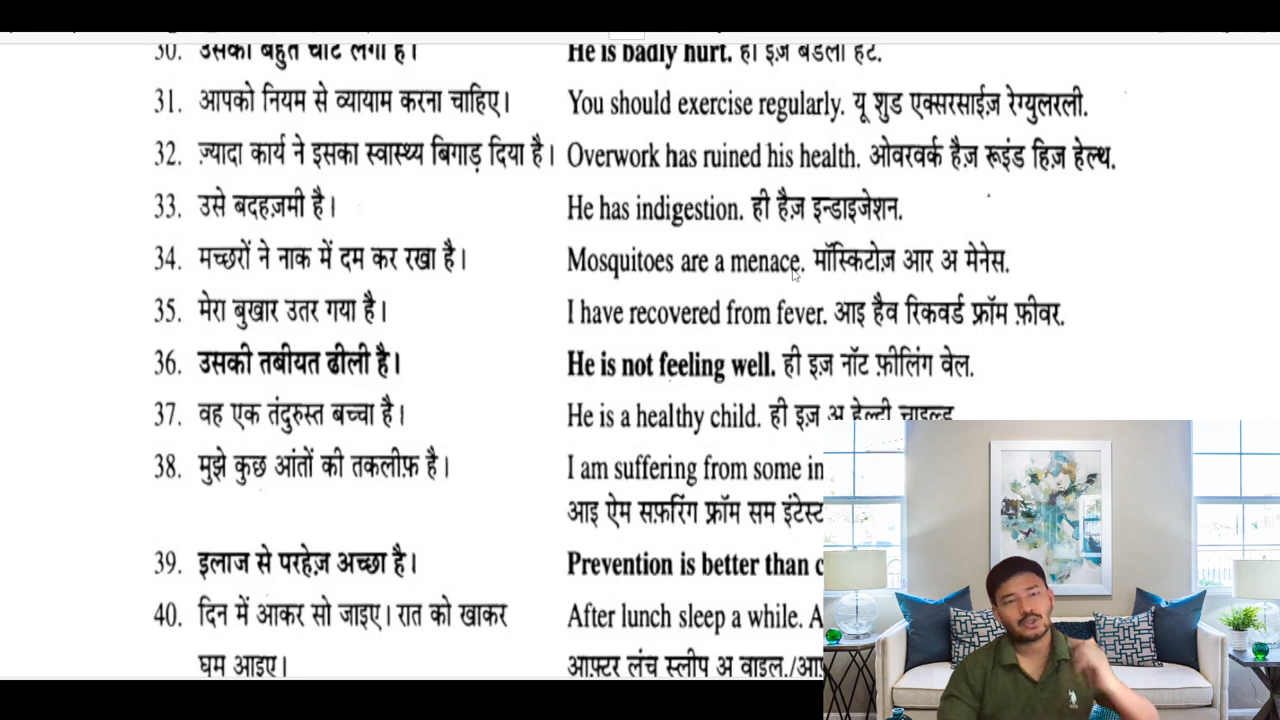 30. उसको बहुत चोट लगी है। He is badly hurt. ही इज़ बैडली हर्ट.
31. आपको नियम से व्यायाम करना चाहिए। You should exercise regularly. यू शुड एक्सरसाईज़ रेग्युलरली.
32. ज़्यादा कार्य ने इसका स्वास्थ्य बिगाड़ दिया है। Overwork has ruined his health. ओवरवर्क हैज़ रूइंड हिज़ हेल्थ.
33. उसे बदहज़मी है। He has indigestion. ही हैज़ इन्डाइजेशन.
34. मच्छरों ने नाक में दम कर रखा है। Mosquitoes are a menace. मॉस्किटोज़ आर अ मेनेस.
35. मेरा बुखार उतर गया है। I have recovered from fever. आइ हैव रिकवर्ड फ्रॉम फ़ीवर.
36. उसकी तबीयत ढीली है। He is not feeling well. ही इज़ नॉट फ़ीलिंग वेल.
37. वह एक तंदुरुस्त बच्चा है। He is a healthy child. ही इज़ अ हेल्दी चाइल्ड
38. मुझे कुछ आंतों की तकलीफ़ है। I am suffering from some in
आइ ऐम सफ़रिंग फ्रॉम सम इंटेस्ट
39. इलाज से परहेज़ अच्छा है। Prevention is better than c
40. दिन में आकर सो जाइए। रात को खाकर After lunch sleep a while. A
घूम आइए। आफ़्टर लंच स्लीप अ वाइल./आफ़